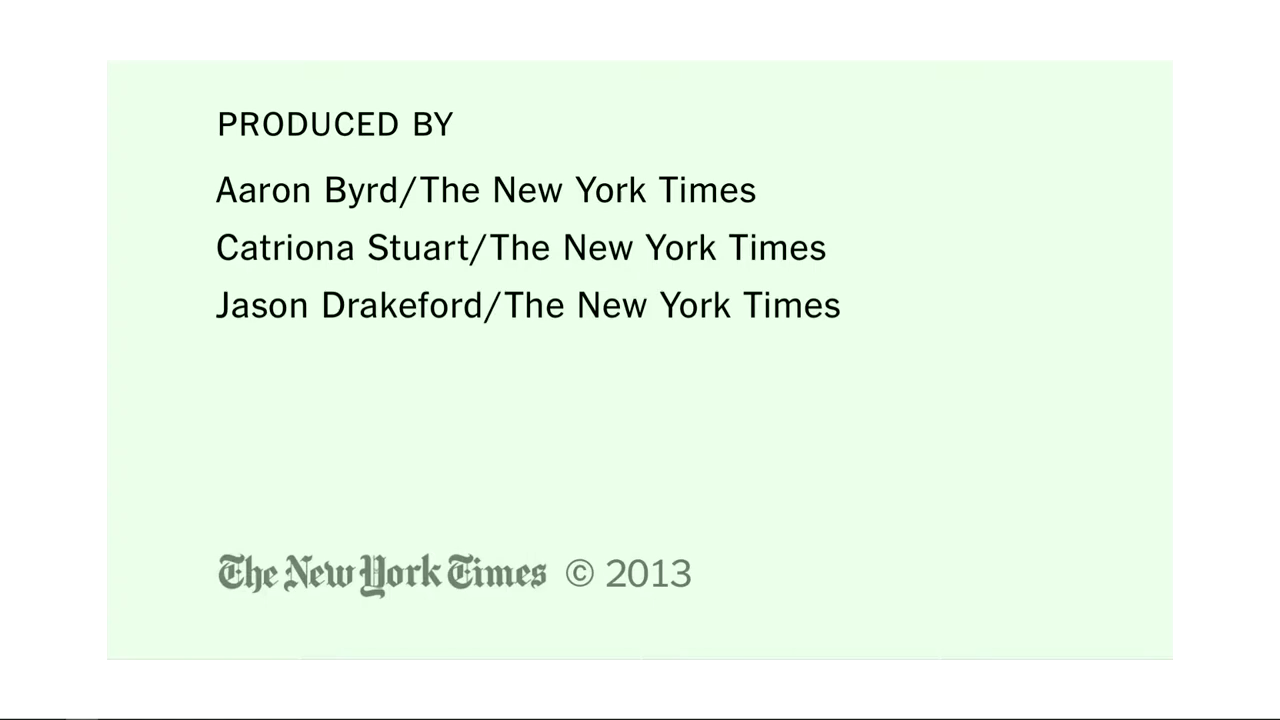 PRODUCED BY
Aaron Byrd/The New York Times
Catriona Stuart/The New York Times
Jason Drakeford/The New York Times
The New York Times © 2013